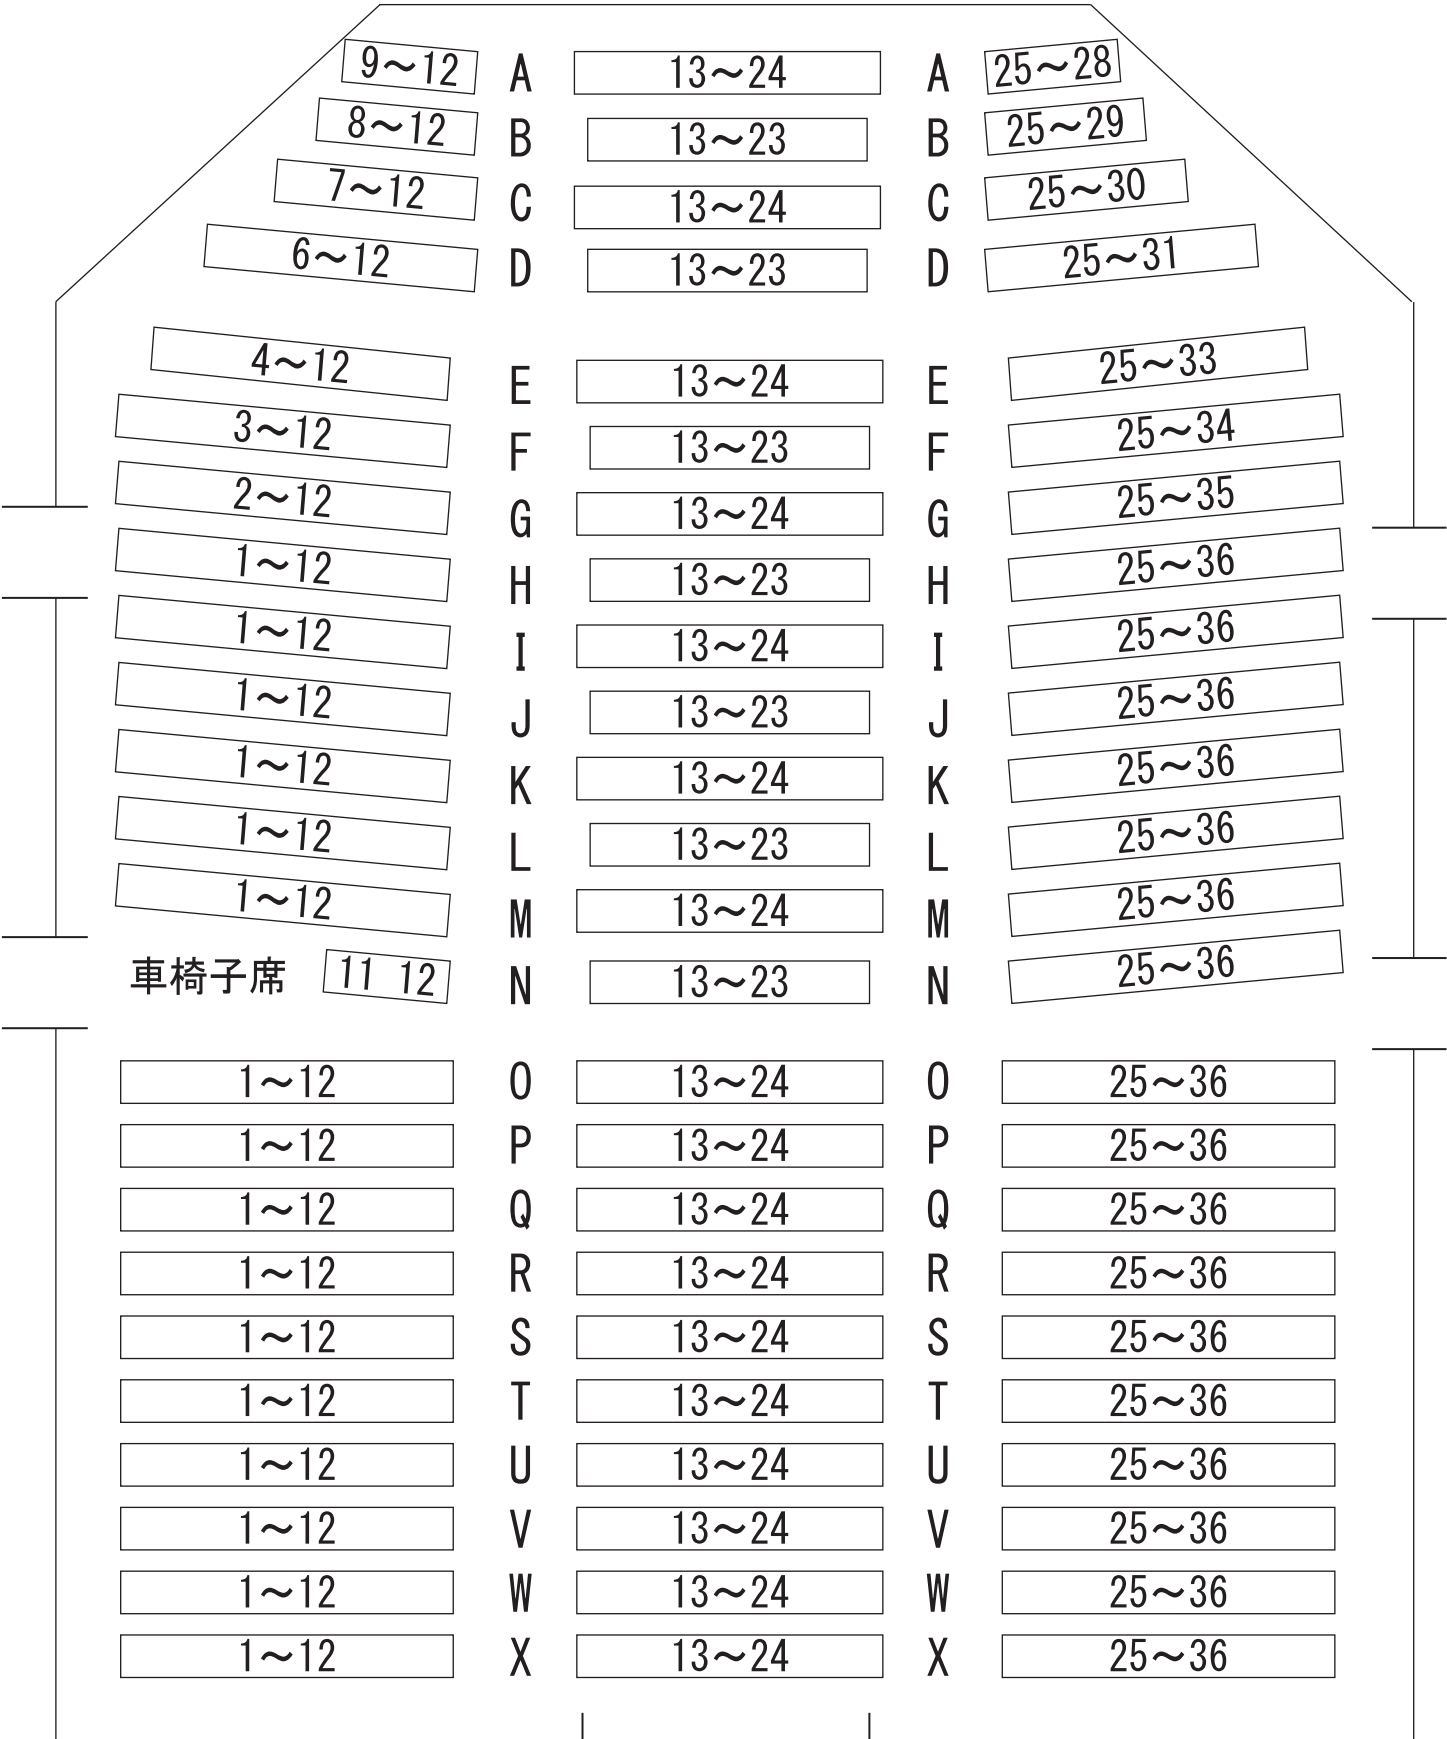 9～12 A 13～24 A 25～28
8～12 B 13～23 B 25～29
7～12 C 13～24 C 25～30
6～12 D 13～23 D 25～31
4～12 E 13～24 E 25～33
3～12 F 13～23 F 25～34
2～12 G 13～24 G 25～35
1～12 H 13～23 H 25～36
1～12 I 13～24 I 25～36
1～12 J 13～23 J 25～36
1～12 K 13～24 K 25～36
1～12 L 13～23 L 25～36
1～12 M 13～24 M 25～36
車椅子席 11 12 N 13～23 N 25～36
1～12 O 13～24 O 25～36
1～12 P 13～24 P 25～36
1～12 Q 13～24 Q 25～36
1～12 R 13～24 R 25～36
1～12 S 13～24 S 25～36
1～12 T 13～24 T 25～36
1～12 U 13～24 U 25～36
1～12 V 13～24 V 25～36
1～12 W 13～24 W 25～36
1～12 X 13～24 X 25～36